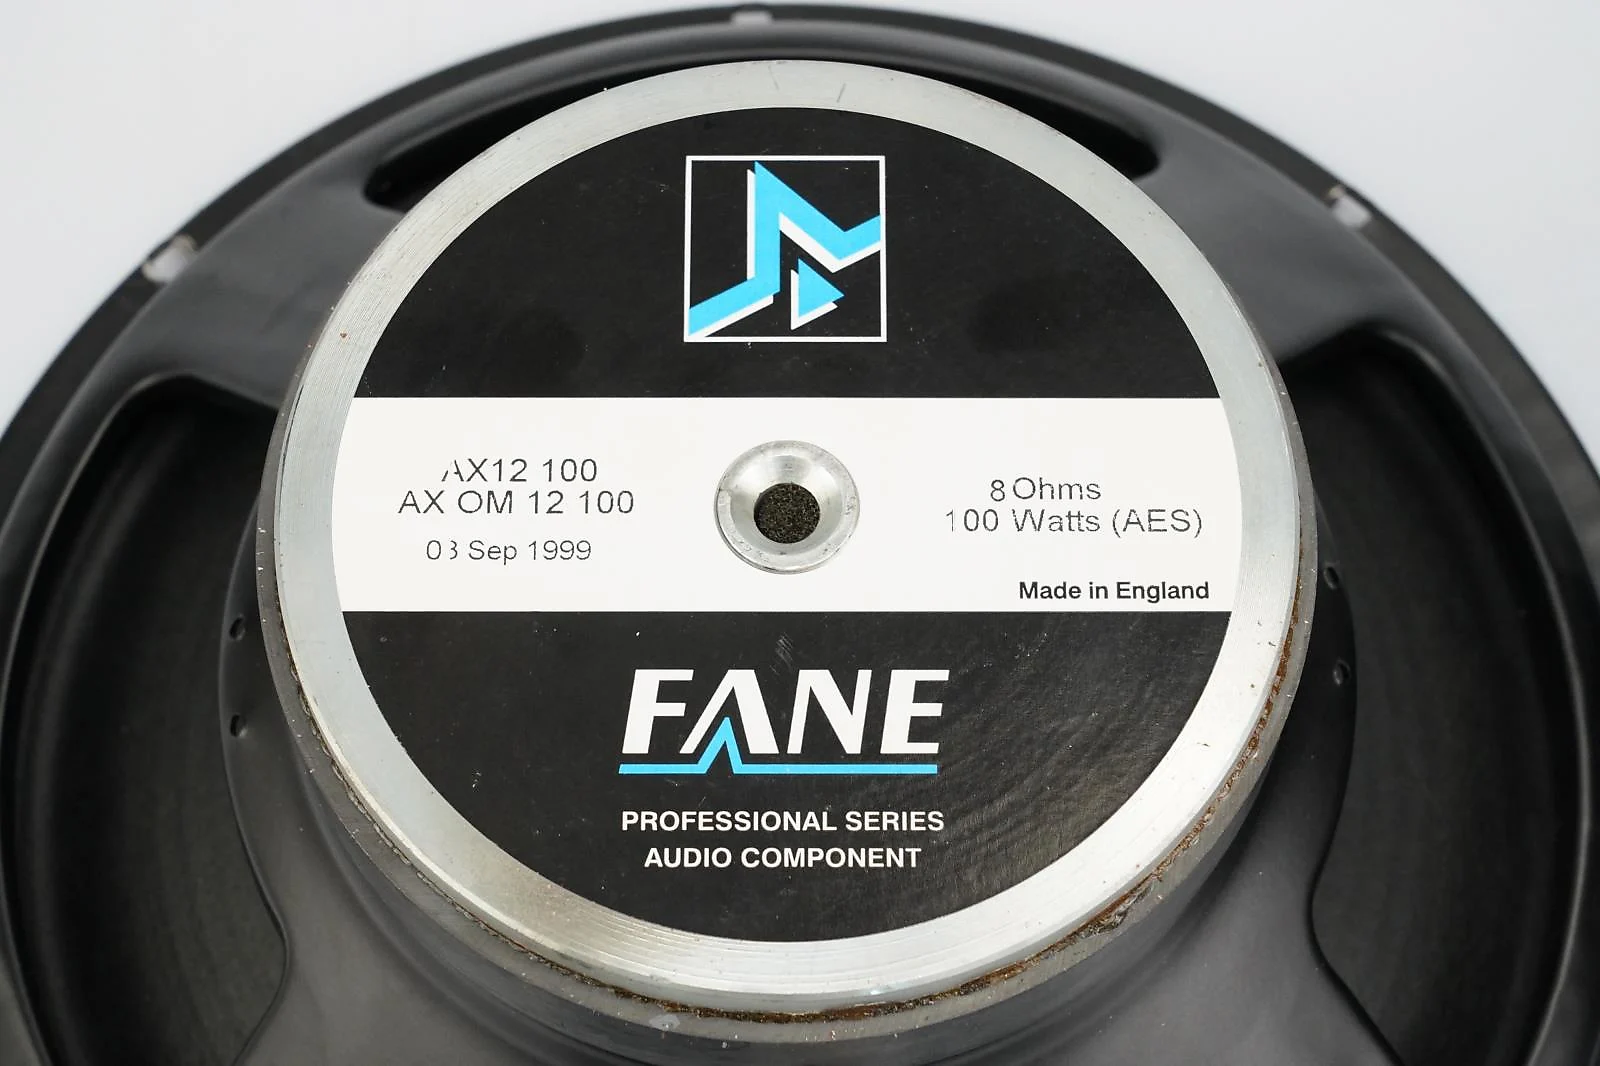 AX12 100
AX OM 12 100
03 Sep 1999
8 Ohms
100 Watts (AES)
Made in England
FANE
PROFESSIONAL SERIES
AUDIO COMPONENT